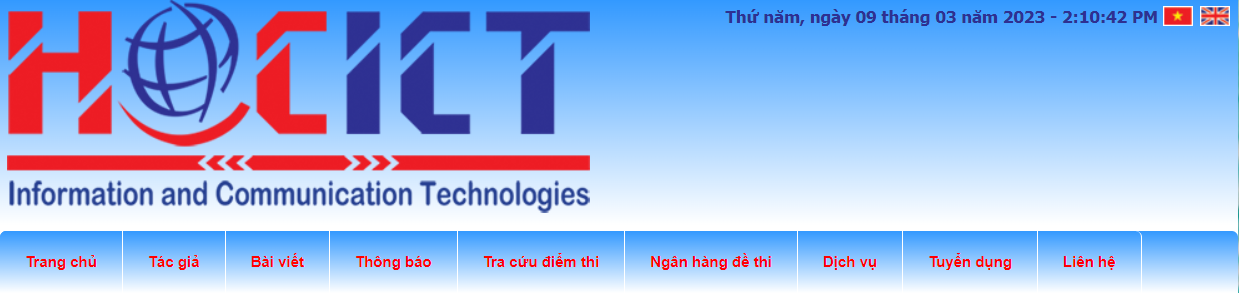 Thứ năm, ngày 09 tháng 03 năm 2023 - 2:10:42 PM
HOCICT
Information and Communication Technologies
Trang chủ Tác giả Bài viết Thông báo Tra cứu điểm thi Ngân hàng đề thi Dịch vụ Tuyển dụng Liên hệ